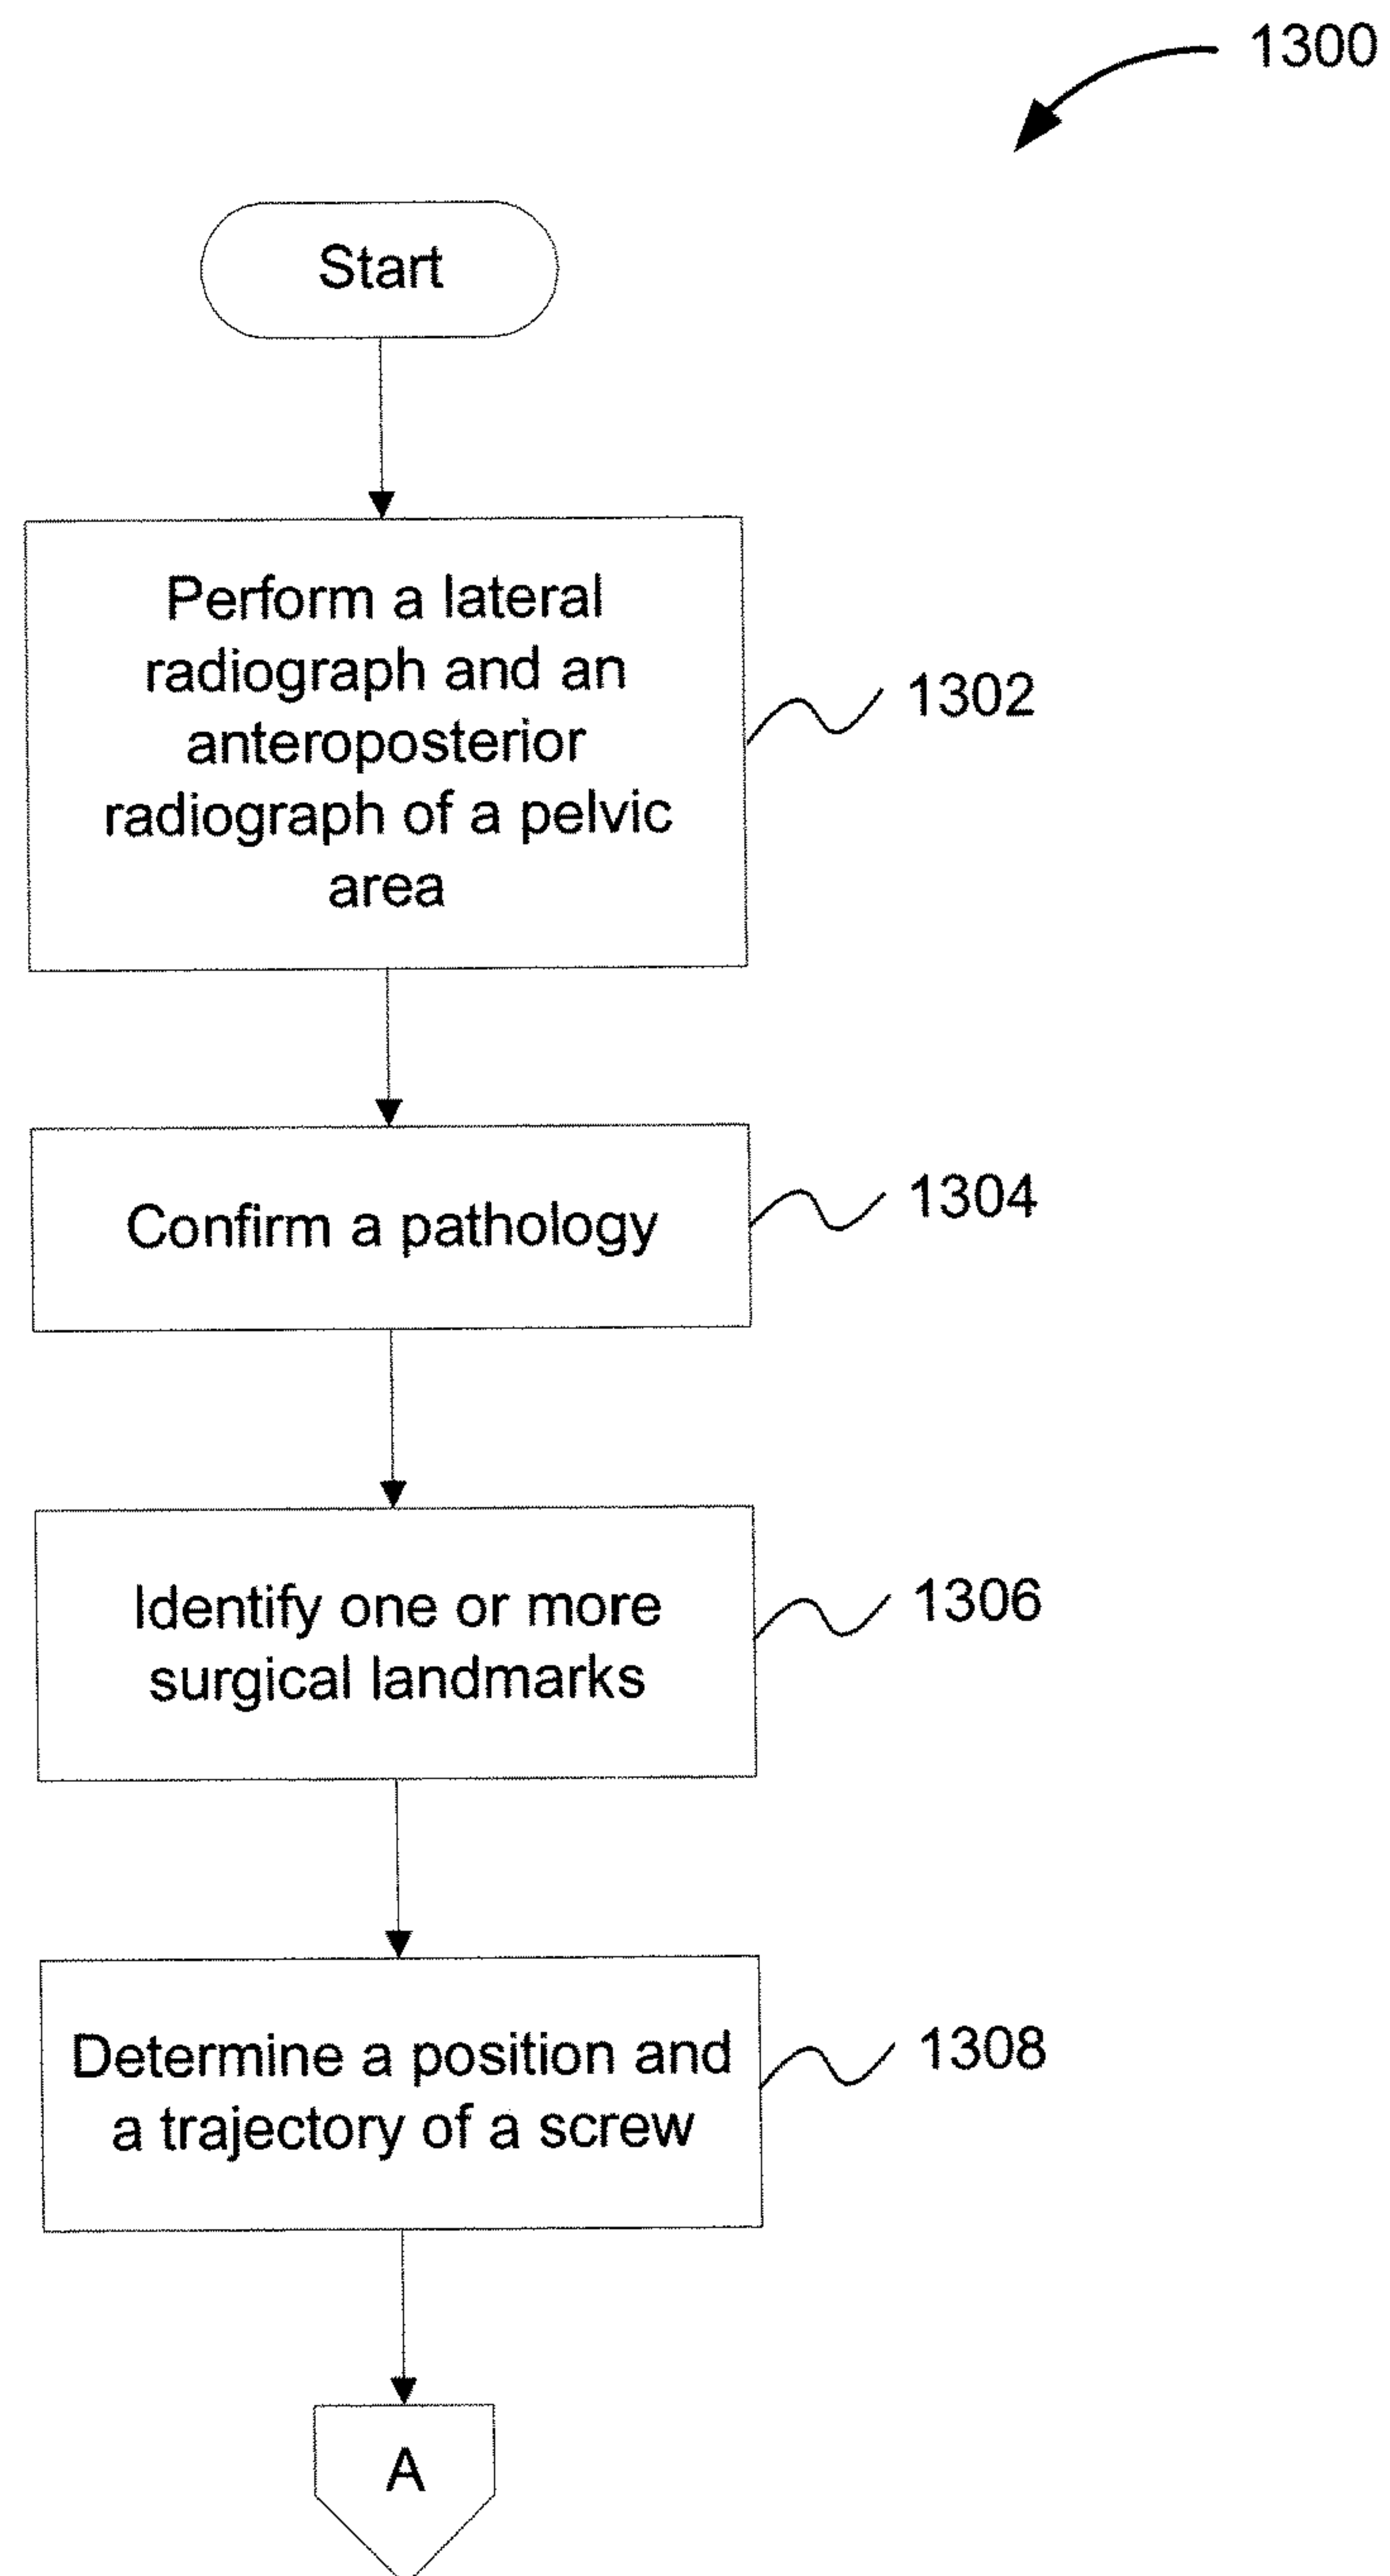 1300
Start
Perform a lateral
radiograph and an
anteroposterior
radiograph of a pelvic
area
1302
Confirm a pathology
1304
Identify one or more
surgical landmarks
1306
Determine a position and
a trajectory of a screw
1308
A